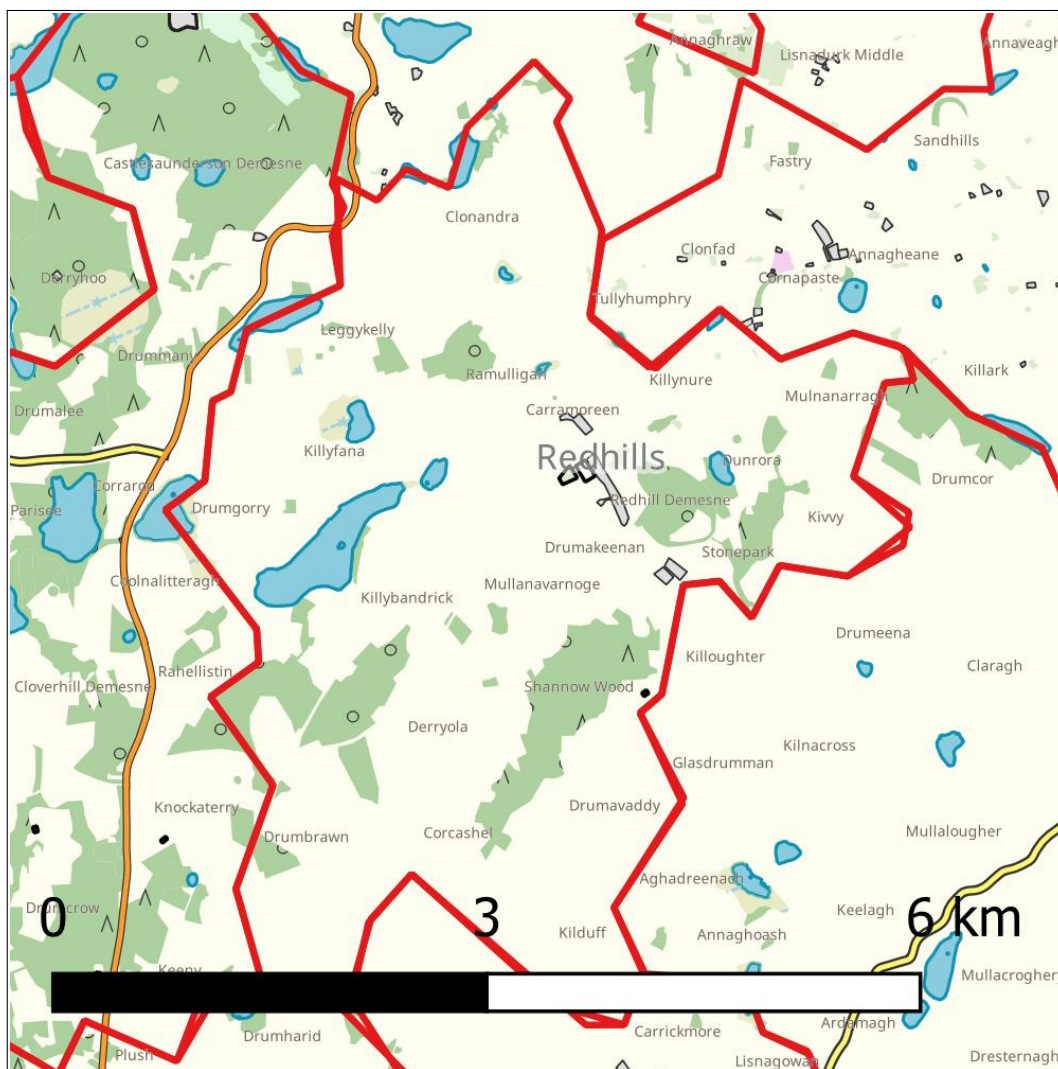 Annaghraw
Lisnadurk Middle
Annaveagh
Sandhills
Castlesaunderson Demesne
Fastry
Clonandra
Clonfad
Annagheane
Derryhoo
Cornapaste
Tullyhumphry
Leggykelly
Drummany
Ramulligan
Killynure
Killark
Mulnanarragh
Drumalee
Carramoreen
Killyfana
Redhills
Dunrora
Drumcor
Corrarod
Parisee
Drumgorry
Redhill Demesne
Kivvy
Drumakeenan
Stonepark
Coolnalitteragh
Mullanavarnoge
Killybandrick
Drumeena
Killoughter
Claragh
Rahellistin
Cloverhill Demesne
Shannow Wood
Derryola
Kilnacross
Glasdrumman
Knockaterry
Drumavaddy
Drumbrawn
Corcashel
Mullalougher
Aghadreenagh
Drumcrow
Keelagh
0 3 6 km
Kilduff
Annaghoash
Keeny
Mullacroghery
Ardamagh
Drumharid
Carrickmore
Plush
Lisnagowan
Dresternagh